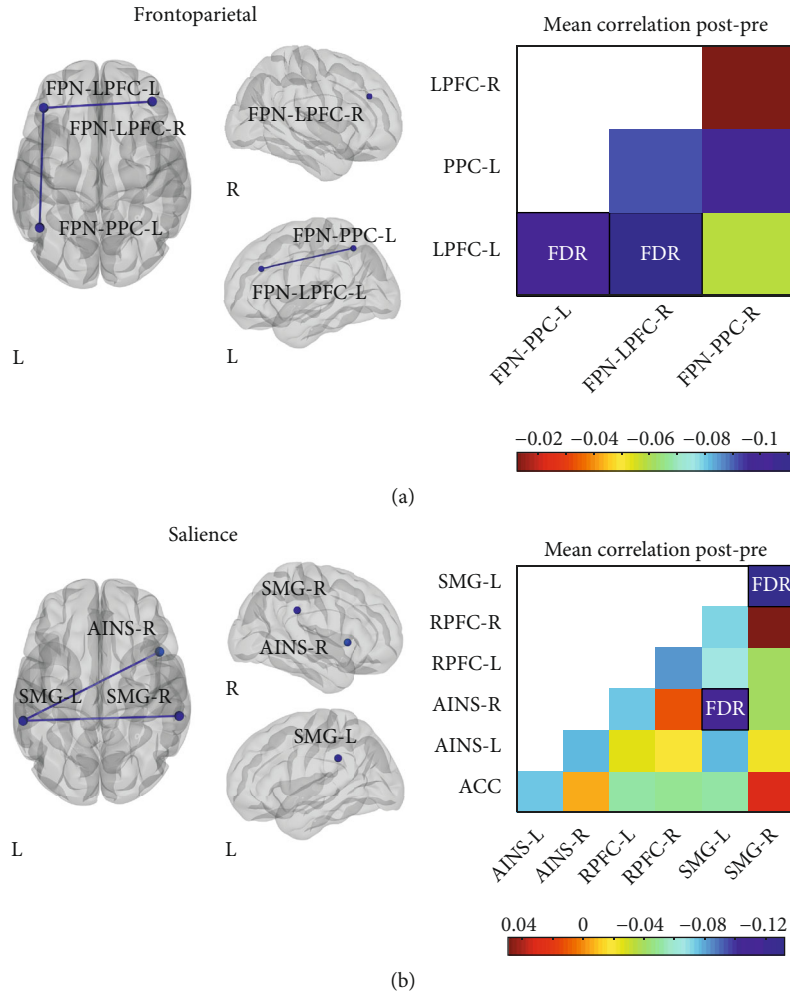 Frontoparietal
FPN-LPFC-L
FPN-LPFC-R
FPN-PPC-L
L
FPN-LPFC-R
R
FPN-PPC-L
FPN-LPFC-L
L
Mean correlation post-pre
LPFC-R
PPC-L
LPFC-L
FDR FDR
FPN-PPC-L FPN-LPFC-R FPN-PPC-R
−0.02 −0.04 −0.06 −0.08 −0.1
(a)
Salience
AINS-R
SMG-L SMG-R
L
SMG-R
AINS-R
R
SMG-L
L
Mean correlation post-pre
SMG-L FDR
RPFC-R
RPFC-L
AINS-R FDR
AINS-L
ACC
AINS-L AINS-R RPFC-L RPFC-R SMG-L SMG-R
0.04 0 −0.04 −0.08 −0.12
(b)